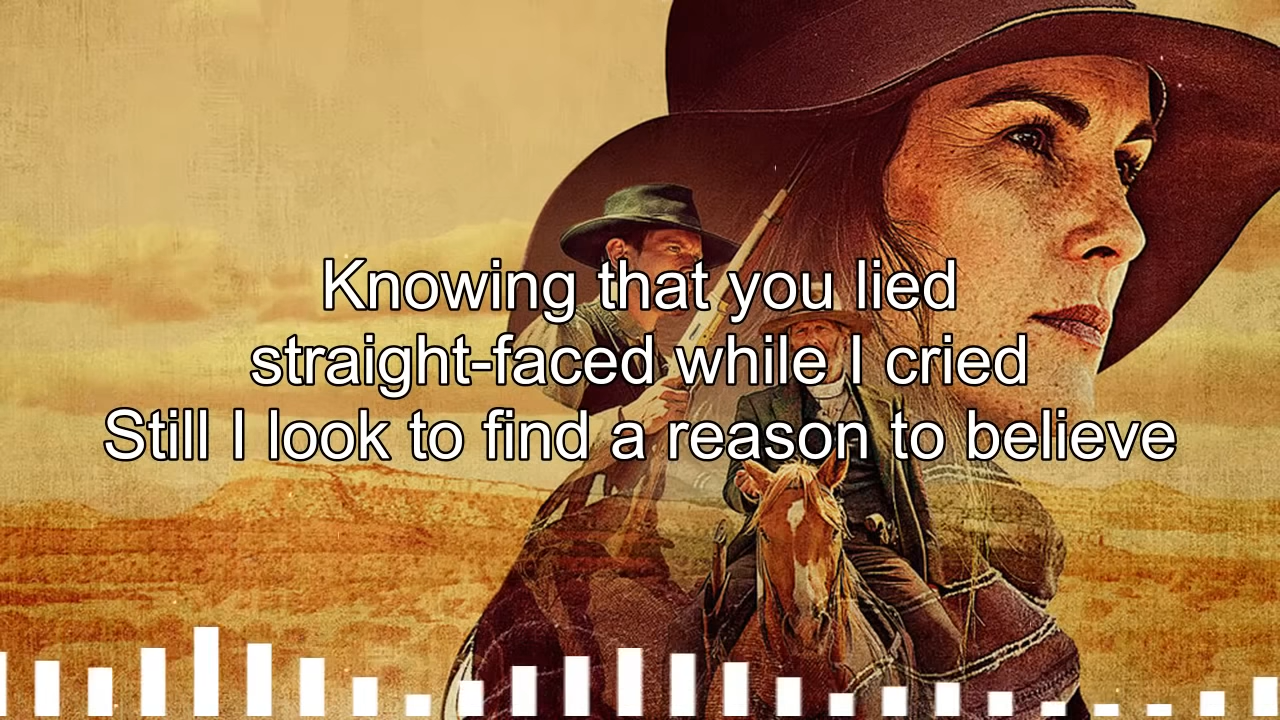 Knowing that you lied
straight-faced while I cried
Still I look to find a reason to believe